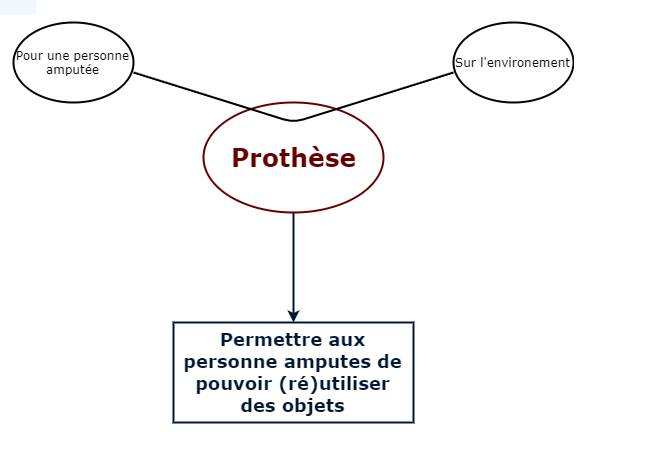 Pour une personne
amputée
Sur l'environement
Prothèse
Permettre aux
personne amputes de
pouvoir (ré)utiliser
des objets